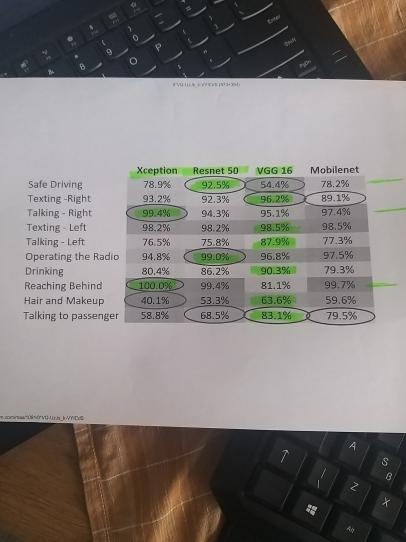 Xception Resnet 50 VGG 16 Mobilenet
Safe Driving 78.9% 92.5% 54.4% 78.2%
Texting -Right 93.2% 92.3% 96.2% 89.1%
Talking - Right 99.4% 94.3% 95.1% 97.4%
Texting - Left 98.2% 98.2% 98.5% 98.5%
Talking - Left 76.5% 75.8% 87.9% 77.3%
Operating the Radio 94.8% 99.0% 96.8% 97.5%
Drinking 80.4% 86.2% 90.3% 79.3%
Reaching Behind 100.0% 99.4% 81.1% 99.7%
Hair and Makeup 40.1% 53.3% 63.6% 59.6%
Talking to passenger 58.8% 68.5% 83.1% 79.5%
Enter
Shift
O
P
A
S
ß
Z
X
Alt